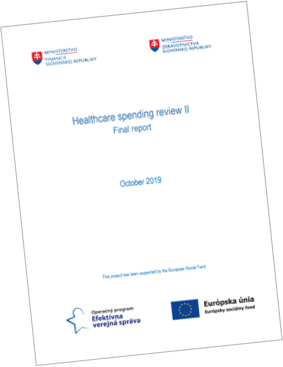 MINISTERSTVO
FINANCIÍ
SLOVENSKEJ REPUBLIKY
MINISTERSTVO
ZDRAVOTNÍCTVA
SLOVENSKEJ REPUBLIKY
Healthcare spending review II
Final report
October 2019
This project has been supported by the European Social Fund
Operačný program
Efektívna
verejná správa
Európska únia
Európsky sociálny fond